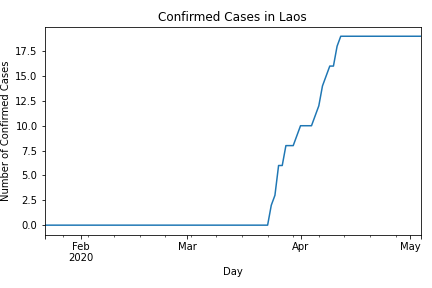 Confirmed Cases in Laos
Number of Confirmed Cases
17.5
15.0
12.5
10.0
7.5
5.0
2.5
0.0
Feb
2020
Mar
Apr
May
Day